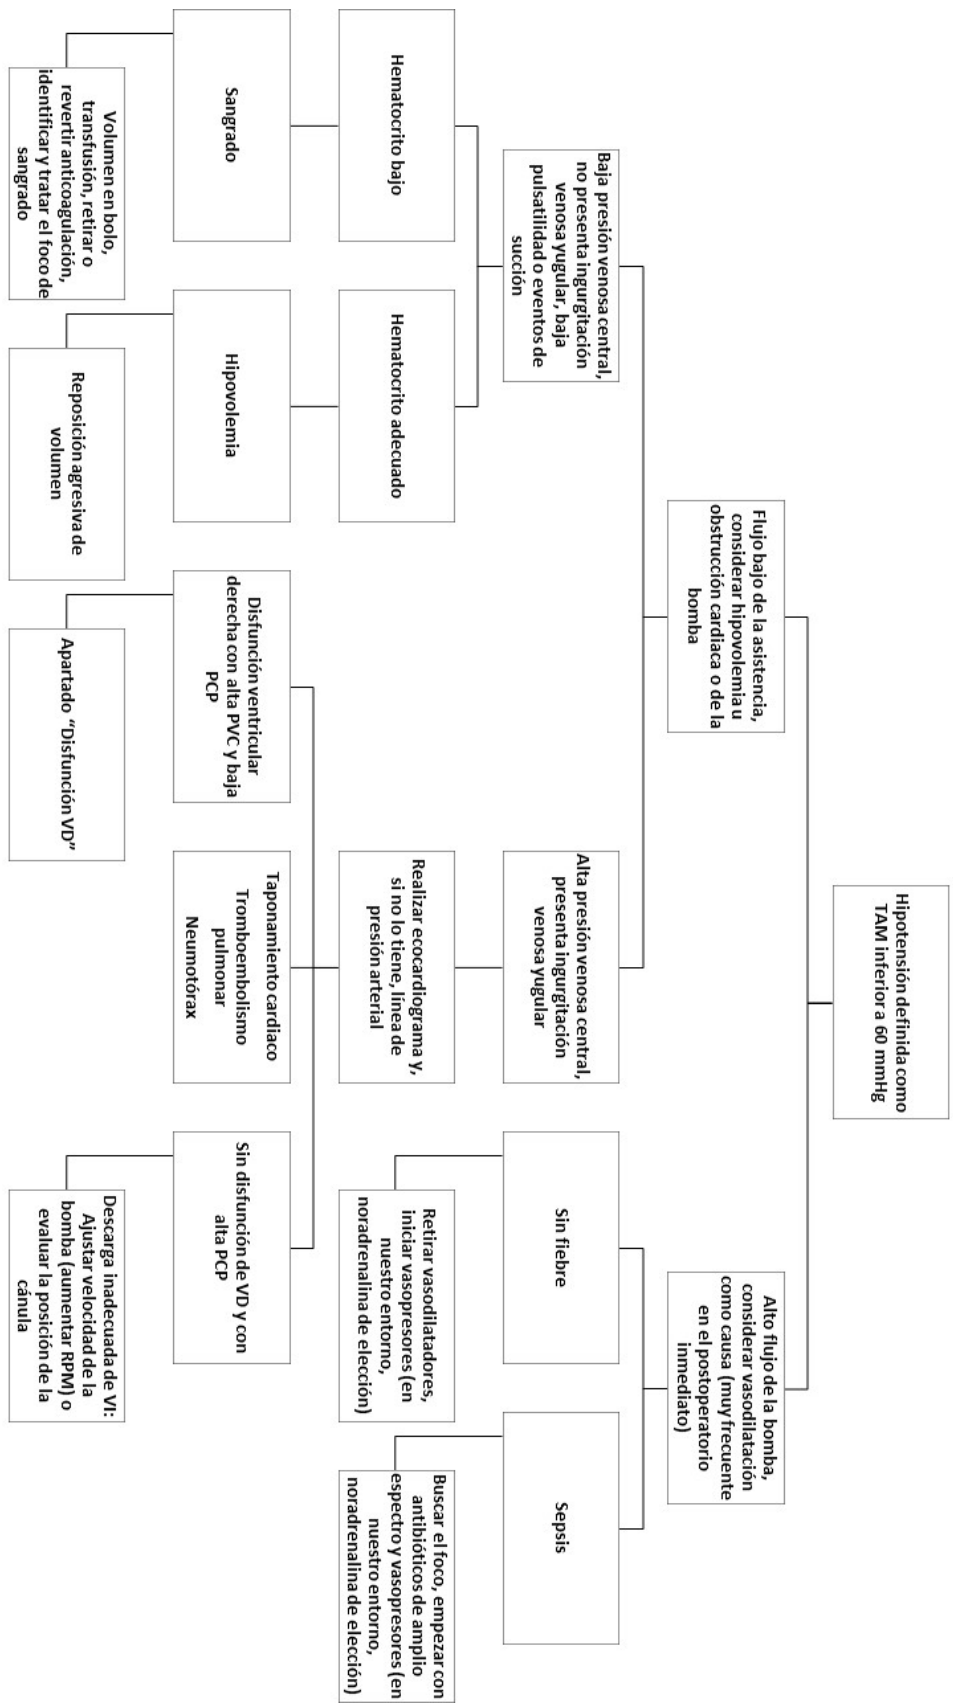 Hipotensión definida como
TAM inferior a 60 mmHg
Flujo bajo de la asistencia,
considerar hipovolemia u
obstrucción cardiaca o de la
bomba
Alto flujo de la bomba,
considerar vasodilatación
como causa (muy frecuente
en el postoperatorio
inmediato)
Baja presión venosa central,
no presenta ingurgitación
venosa yugular, baja
pulsatilidad o eventos de
succión
Alta presión venosa central,
presenta ingurgitación
venosa yugular
Sin fiebre
Sepsis
Hematocrito bajo
Hematocrito adecuado
Realizar ecocardiograma y,
si no lo tiene, línea de
presión arterial
Retirar vasodilatadores,
iniciar vasopresores (en
nuestro entorno,
noradrenalina de elección)
Buscar el foco, empezar con
antibióticos de amplio
espectro y vasopresores (en
nuestro entorno,
noradrenalina de elección)
Sangrado
Hipovolemia
Disfunción ventricular
derecha con alta PVC y baja
PCP
Taponamiento cardiaco
Tromboembolismo
pulmonar
Neumotórax
Sin disfunción de VD y con
alta PCP
Volumen en bolo,
transfusión, retirar o
revertir anticoagulación,
identificar y tratar el foco de
sangrado
Reposición agresiva de
volumen
Apartado “Disfunción VD”
Descarga inadecuada de VI:
Ajustar velocidad de la
bomba (aumentar RPM) o
evaluar la posición de la
cánula